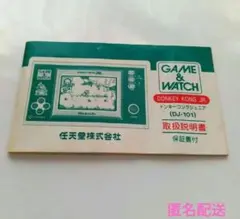 GAME
&
WATCH
DONKEY KONG JR.
ドンキーコングジュニア
(DJ-101)
取扱説明書
保証書付
任天堂株式会社
匿名配送